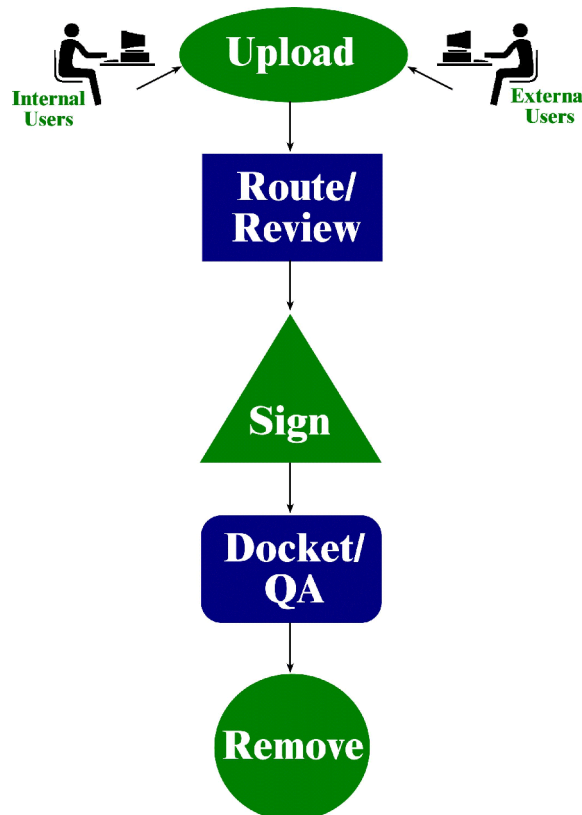 Upload
Internal
Users
Externa
Users
Route/
Review
Sign
Docket/
QA
Remove